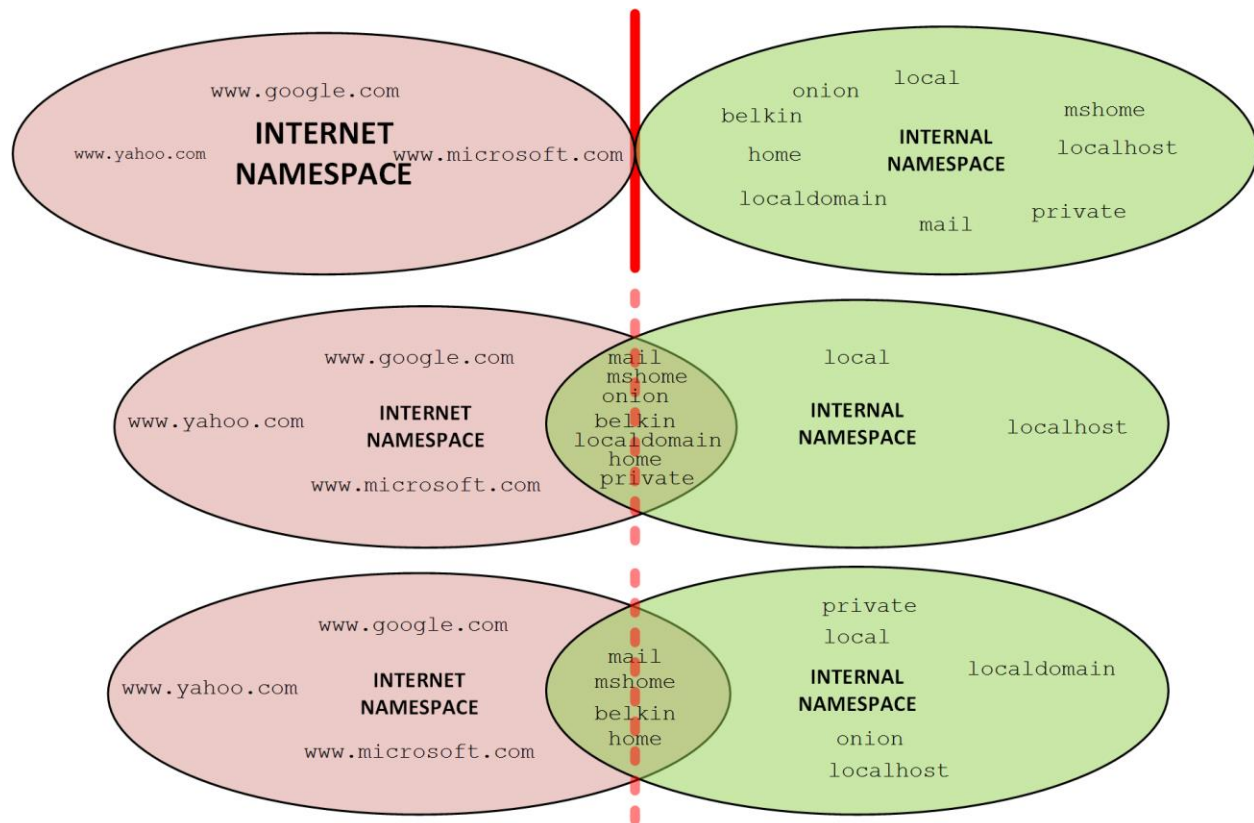 www.google.com
INTERNET
NAMESPACE
www.yahoo.com
www.microsoft.com
local
onion
belkin
mshome
INTERNAL
NAMESPACE
home
localhost
localdomain
private
mail
www.google.com
www.yahoo.com
INTERNET
NAMESPACE
www.microsoft.com
mail
mshome
onion
belkin
localdomain
home
private
local
INTERNAL
NAMESPACE
localhost
www.google.com
www.yahoo.com
INTERNET
NAMESPACE
www.microsoft.com
mail
mshome
belkin
home
private
local
localdomain
INTERNAL
NAMESPACE
onion
localhost